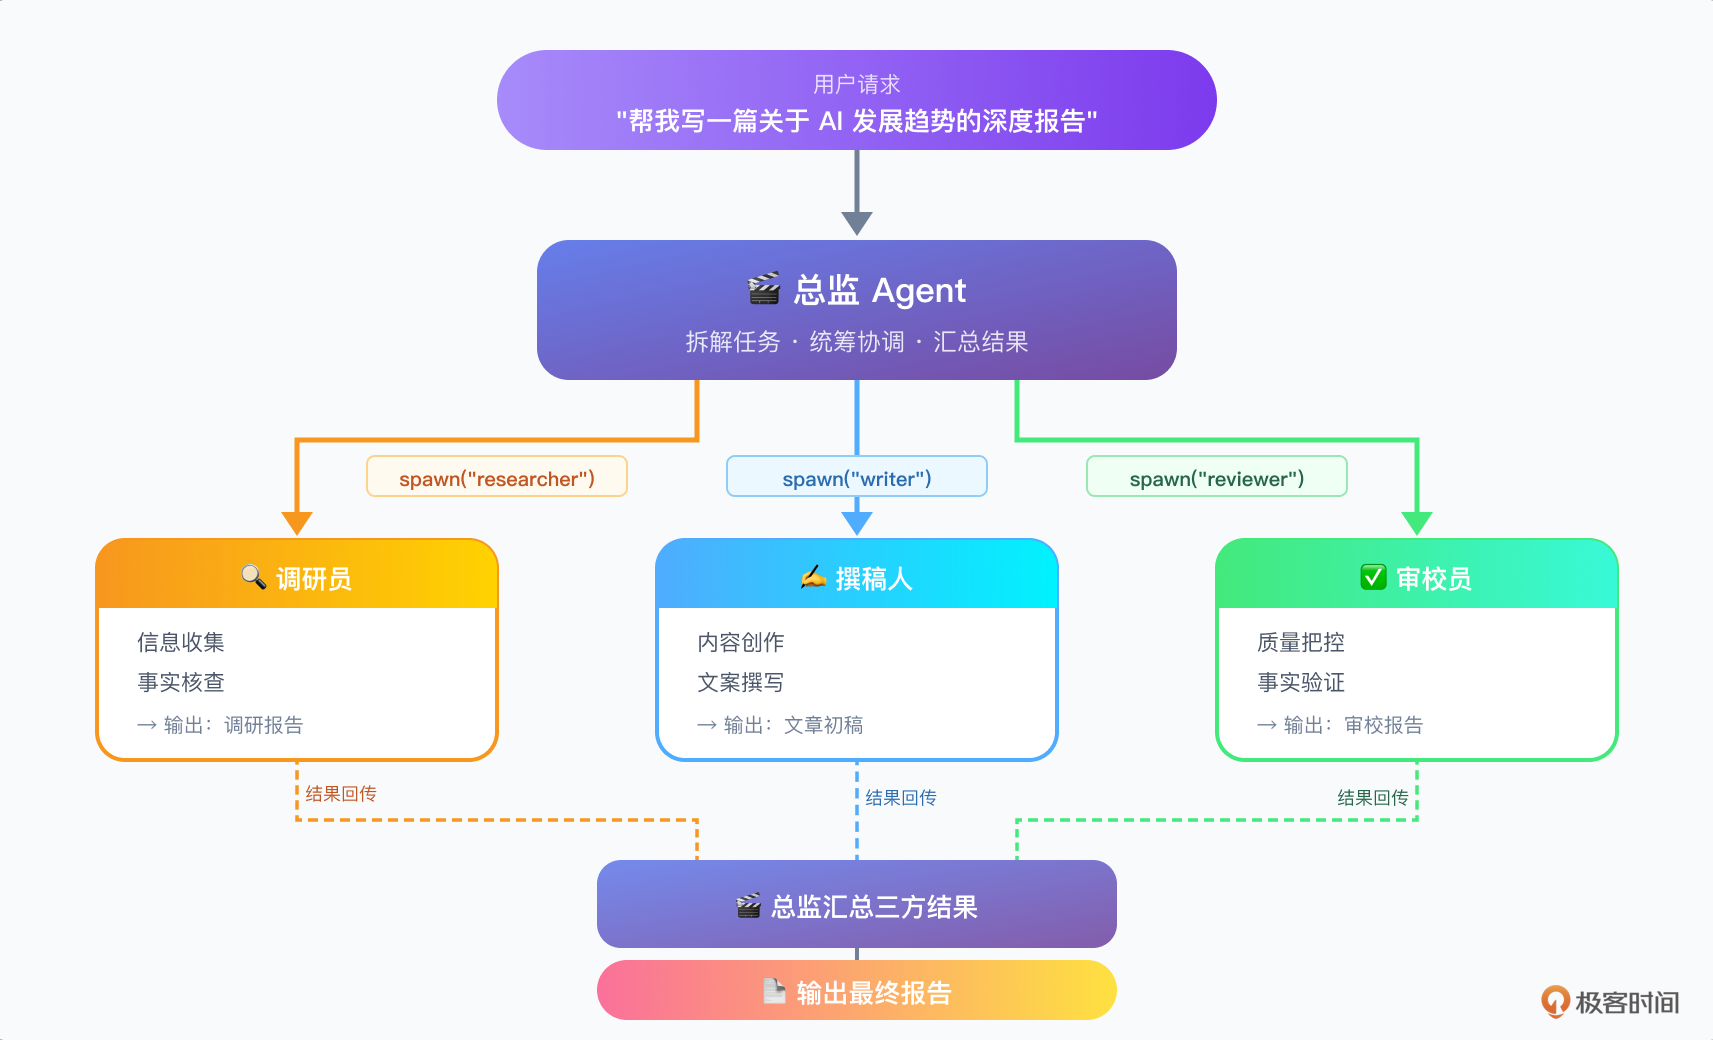 用户请求
"帮我写一篇关于 AI 发展趋势的深度报告"
🎬 总监 Agent
拆解任务 · 统筹协调 · 汇总结果
spawn("researcher")
spawn("writer")
spawn("reviewer")
🔍 调研员
信息收集
事实核查
→ 输出：调研报告
✍️ 撰稿人
内容创作
文案撰写
→ 输出：文章初稿
✅ 审校员
质量把控
事实验证
→ 输出：审校报告
结果回传
结果回传
结果回传
🎬 总监汇总三方结果
📄 输出最终报告
极客时间